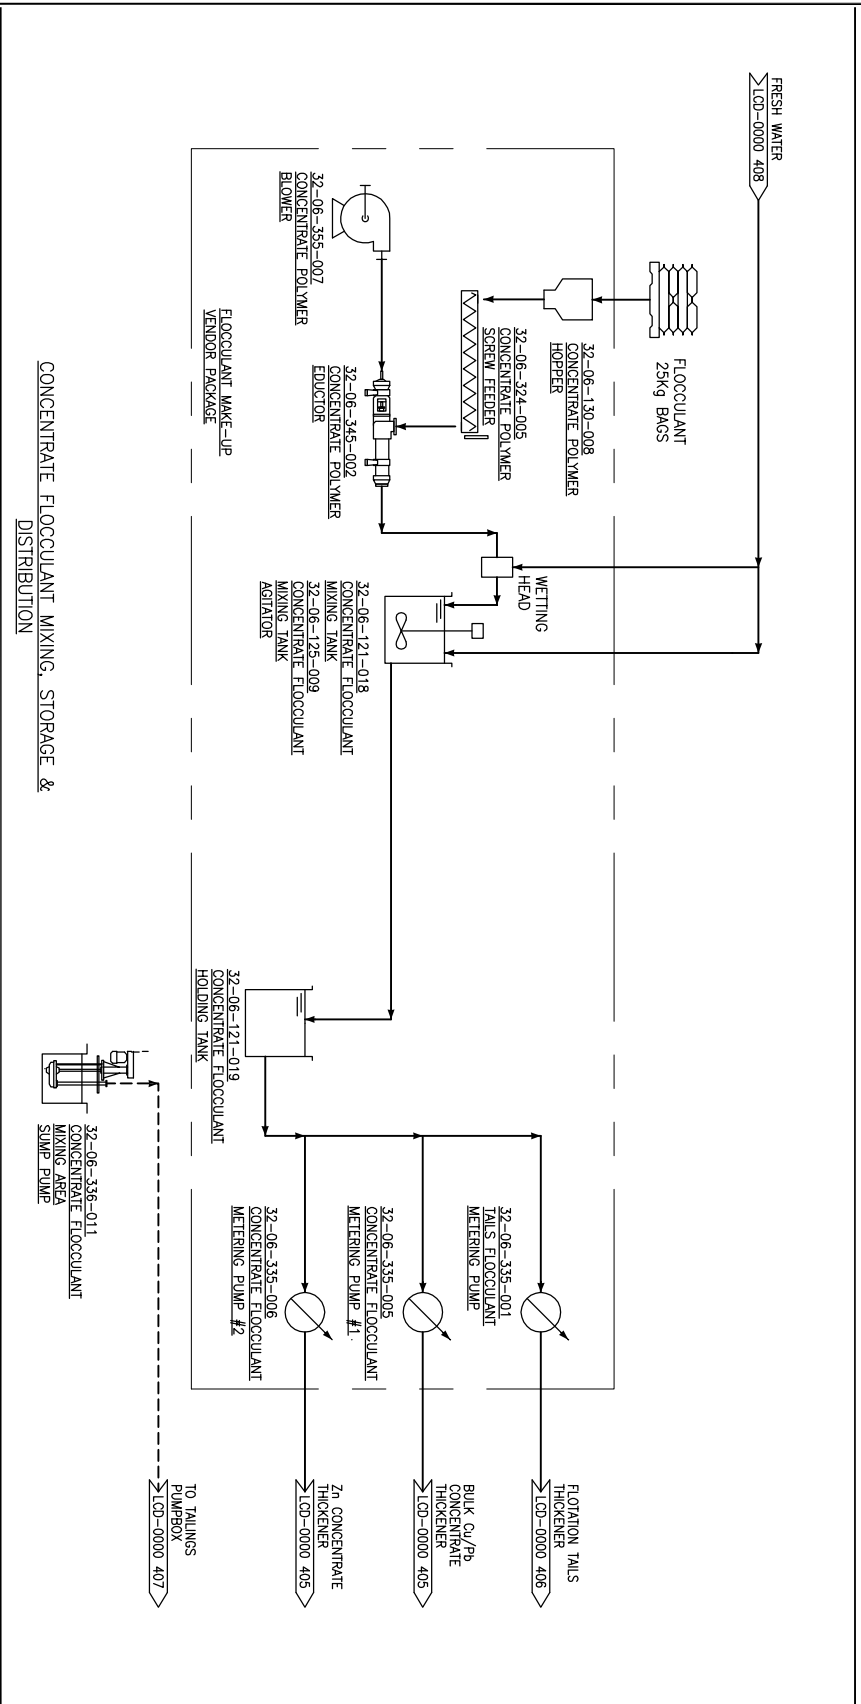 FRESH WATER
LCD-0000 408
FLOCCULANT
25Kg BAGS
32-06-130-008
CONCENTRATE POLYMER
HOPPER
32-06-324-005
CONCENTRATE POLYMER
SCREW FEEDER
32-06-355-007
CONCENTRATE POLYMER
BLOWER
32-06-345-002
CONCENTRATE POLYMER
EDUCTOR
FLOCCULANT MAKE-UP
VENDOR PACKAGE
WETTING
HEAD
32-06-121-018
CONCENTRATE FLOCCULANT
MIXING TANK
32-06-125-009
CONCENTRATE FLOCCULANT
MIXING TANK
AGITATOR
32-06-121-019
CONCENTRATE FLOCCULANT
HOLDING TANK
32-06-335-001
TAILS FLOCCULANT
METERING PUMP
32-06-335-005
CONCENTRATE FLOCCULANT
METERING PUMP #1.
32-06-335-006
CONCENTRATE FLOCCULANT
METERING PUMP #2
32-06-336-011
CONCENTRATE FLOCCULANT
MIXING AREA
SUMP PUMP
FLOTATION TAILS
THICKENER
LCD-0000 406
BULK Cu/Pb
CONCENTRATE
THICKENER
LCD-0000 405
Zn CONCENTRATE
THICKENER
LCD-0000 405
TO TAILINGS
PUMPBOX
LCD-0000 407
CONCENTRATE FLOCCULANT MIXING, STORAGE &
DISTRIBUTION